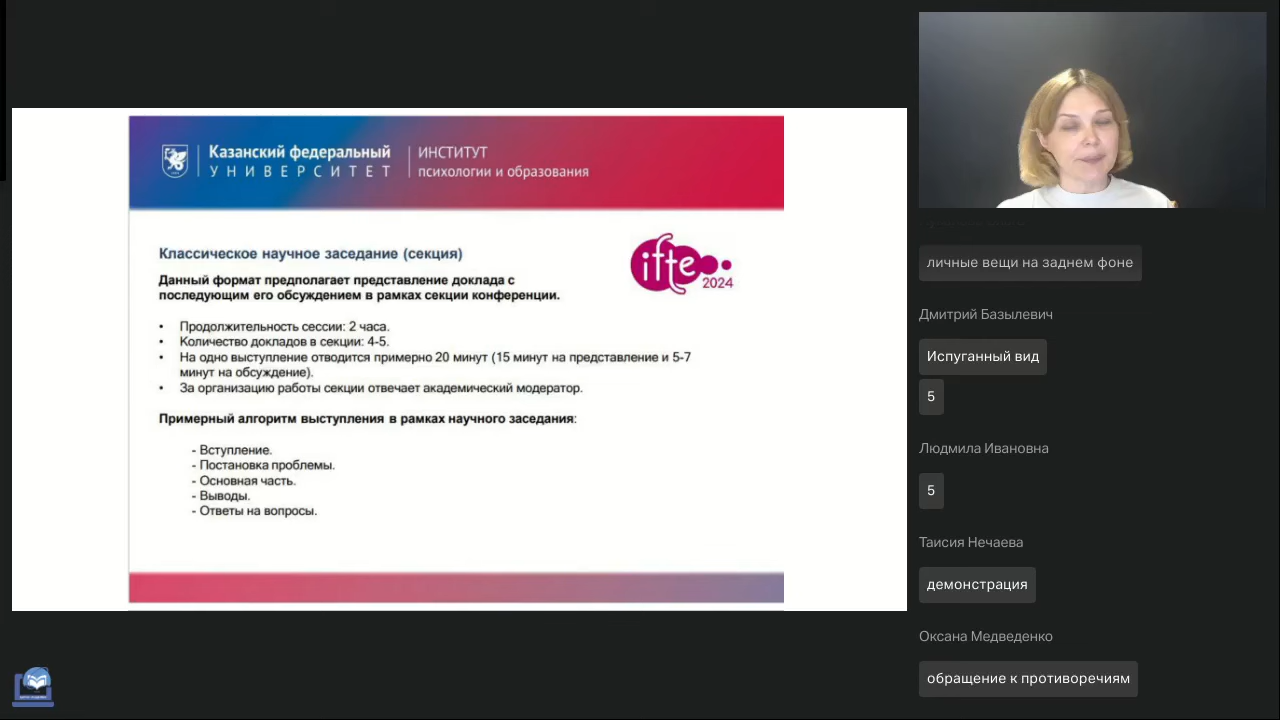 Казанский федеральный
УНИВЕРСИТЕТ
ИНСТИТУТ
психологии и образования
Классическое научное заседание (секция)
ifte
2024
Данный формат предполагает представление доклада с
последующим его обсуждением в рамках секции конференции.
• Продолжительность сессии: 2 часа.
• Количество докладов в секции: 4-5.
• На одно выступление отводится примерно 20 минут (15 минут на представление и 5-7
минут на обсуждение).
• За организацию работы секции отвечает академический модератор.
Примерный алгоритм выступления в рамках научного заседания:
- Вступление.
- Постановка проблемы.
- Основная часть.
- Выводы.
- Ответы на вопросы.
личные вещи на заднем фоне
Дмитрий Базылевич
Испуганный вид
5
Людмила Ивановна
5
Таисия Нечаева
демонстрация
Оксана Медведенко
обращение к противоречиям